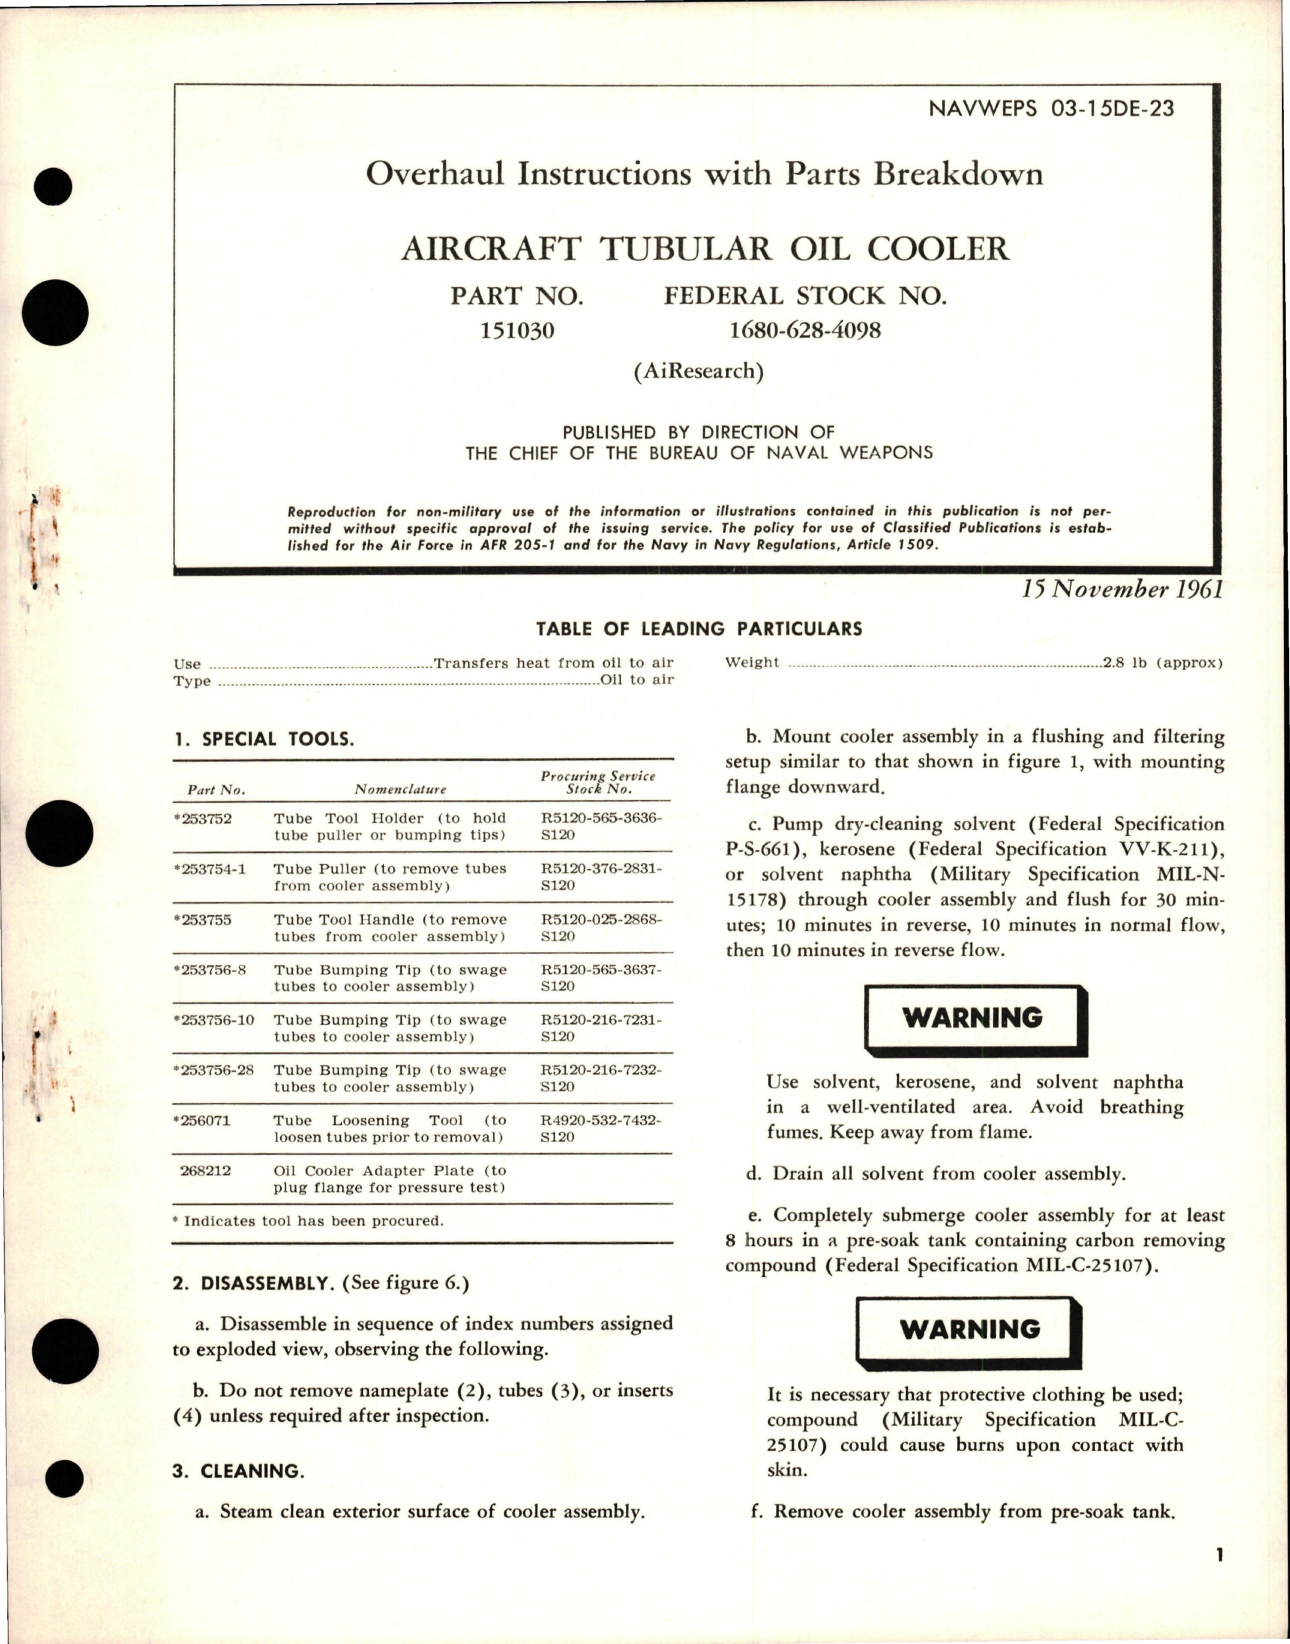 NAVWEPS 03-15DE-23
Overhaul Instructions with Parts Breakdown
AIRCRAFT TUBULAR OIL COOLER
PART NO. FEDERAL STOCK NO.
151030 1680-628-4098
(AiResearch)
PUBLISHED BY DIRECTION OF
THE CHIEF OF THE BUREAU OF NAVAL WEAPONS
Reproduction for non-military use of the information or illustrations contained in this publication is not per-
mitted without specific approval of the issuing service. The policy for use of Classified Publications is estab-
lished for the Air Force in AFR 205-1 and for the Navy in Navy Regulations, Article 1509.
15 November 1961
TABLE OF LEADING PARTICULARS
Use ........ Transfers heat from oil to air
Type ........ Oil to air
Weight ........ 2.8 lb (approx)
1. SPECIAL TOOLS.
Part No. Nomenclature Procuring Service
Stock No.
*253752 Tube Tool Holder (to hold R5120-565-3636-
tube puller or bumping tips) S120
*253754-1 Tube Puller (to remove tubes R5120-376-2831-
from cooler assembly) S120
*253755 Tube Tool Handle (to remove R5120-025-2868-
tubes from cooler assembly) S120
*253756-8 Tube Bumping Tip (to swage R5120-565-3637-
tubes to cooler assembly) S120
*253756-10 Tube Bumping Tip (to swage R5120-216-7231-
tubes to cooler assembly) S120
*253756-28 Tube Bumping Tip (to swage R5120-216-7232-
tubes to cooler assembly) S120
*256071 Tube Loosening Tool (to R4920-532-7432-
loosen tubes prior to removal) S120
268212 Oil Cooler Adapter Plate (to
plug flange for pressure test)
* Indicates tool has been procured.
2. DISASSEMBLY. (See figure 6.)
a. Disassemble in sequence of index numbers assigned
to exploded view, observing the following.
b. Do not remove nameplate (2), tubes (3), or inserts
(4) unless required after inspection.
3. CLEANING.
a. Steam clean exterior surface of cooler assembly.
b. Mount cooler assembly in a flushing and filtering
setup similar to that shown in figure 1, with mounting
flange downward.
c. Pump dry-cleaning solvent (Federal Specification
P-S-661), kerosene (Federal Specification VV-K-211),
or solvent naphtha (Military Specification MIL-N-
15178) through cooler assembly and flush for 30 min-
utes; 10 minutes in reverse, 10 minutes in normal flow,
then 10 minutes in reverse flow.
WARNING
Use solvent, kerosene, and solvent naphtha
in a well-ventilated area. Avoid breathing
fumes. Keep away from flame.
d. Drain all solvent from cooler assembly.
e. Completely submerge cooler assembly for at least
8 hours in a pre-soak tank containing carbon removing
compound (Federal Specification MIL-C-25107).
WARNING
It is necessary that protective clothing be used;
compound (Military Specification MIL-C-
25107) could cause burns upon contact with
skin.
f. Remove cooler assembly from pre-soak tank.
1